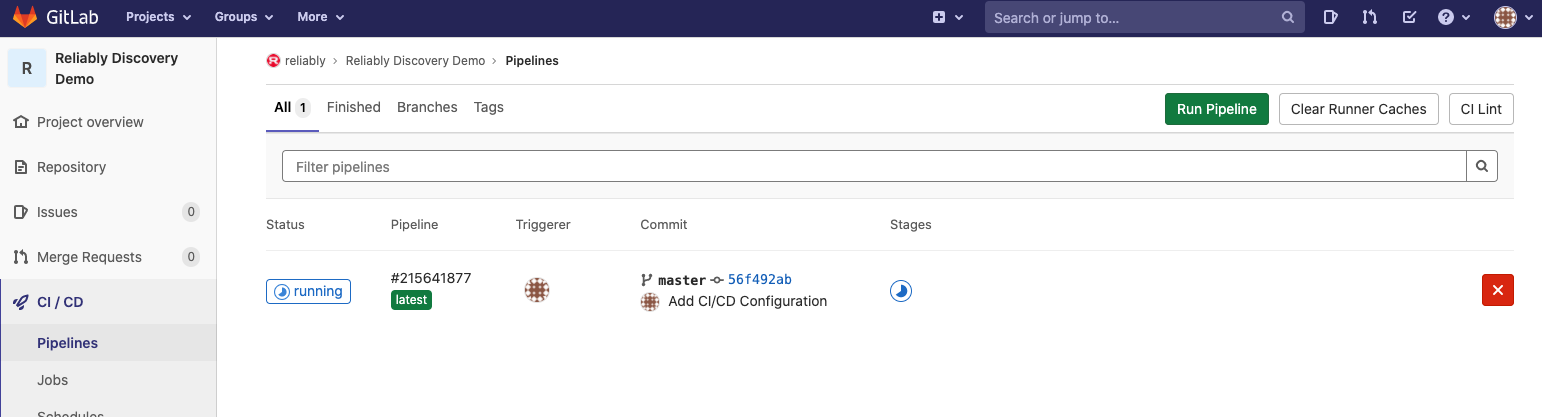 GitLab Projects Groups More Search or jump to...
R Reliably Discovery Demo
reliably > Reliably Discovery Demo > Pipelines
All 1 Finished Branches Tags Run Pipeline Clear Runner Caches CI Lint
Project overview
Filter pipelines
Repository
Issues 0
Status Pipeline Triggerer Commit Stages
Merge Requests 0
running #215641877 master 56f492ab
latest Add CI/CD Configuration
CI / CD
Pipelines
Jobs
Schedules